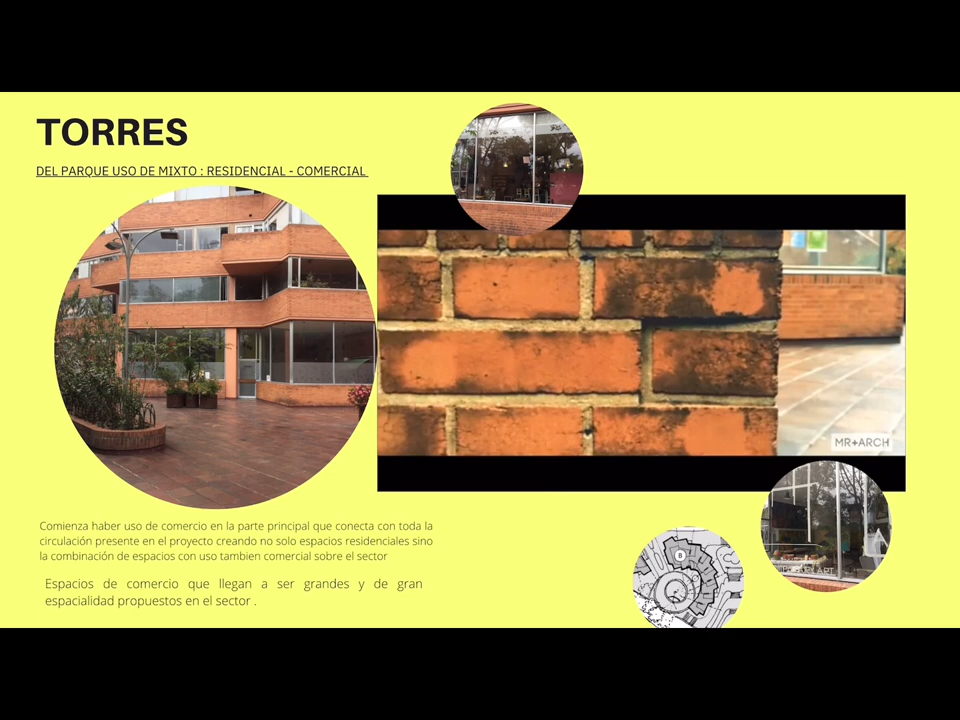 TORRES
DEL PARQUE USO DE MIXTO : RESIDENCIAL - COMERCIAL
MR+ARCH
Comienza haber uso de comercio en la parte principal que conecta con toda la
circulación presente en el proyecto creando no solo espacios residenciales sino
la combinación de espacios con uso tambien comercial sobre el sector
Espacios de comercio que llegan a ser grandes y de gran
espacialidad propuestos en el sector .
B
ART